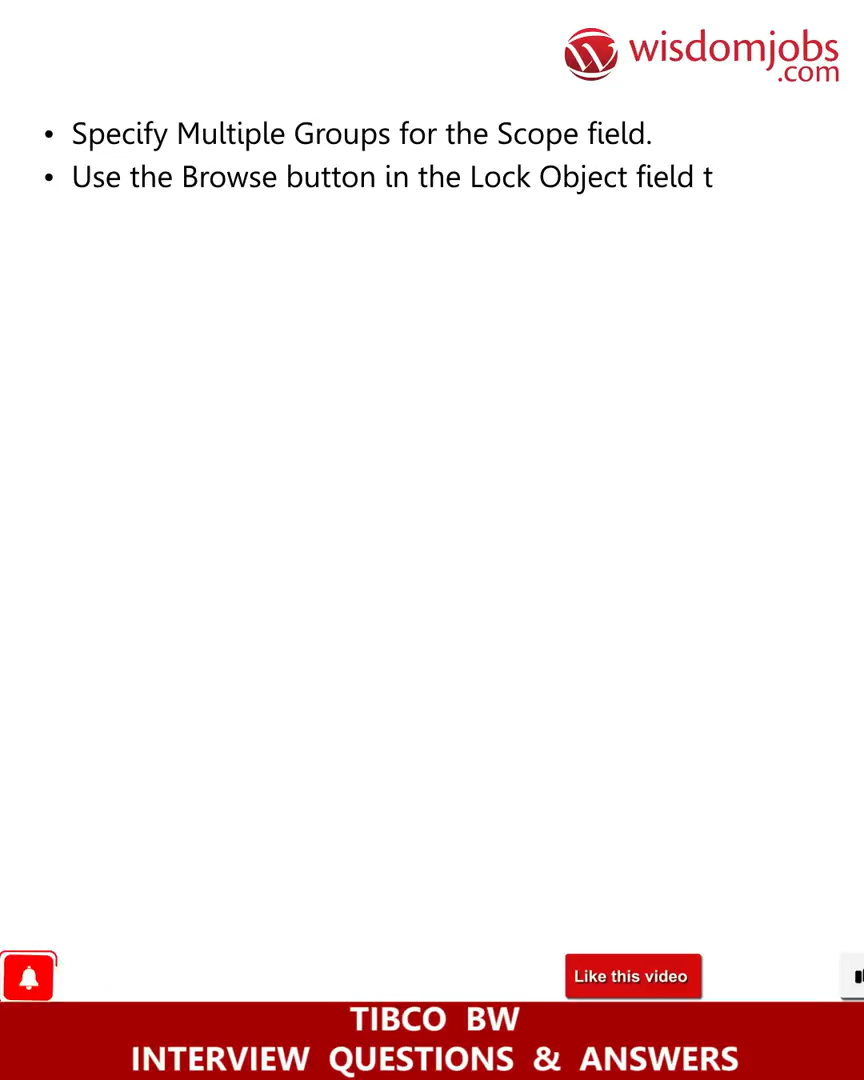 wisdomjobs
.com
• Specify Multiple Groups for the Scope field.
• Use the Browse button in the Lock Object field t
Like this video
TIBCO BW
INTERVIEW QUESTIONS & ANSWERS